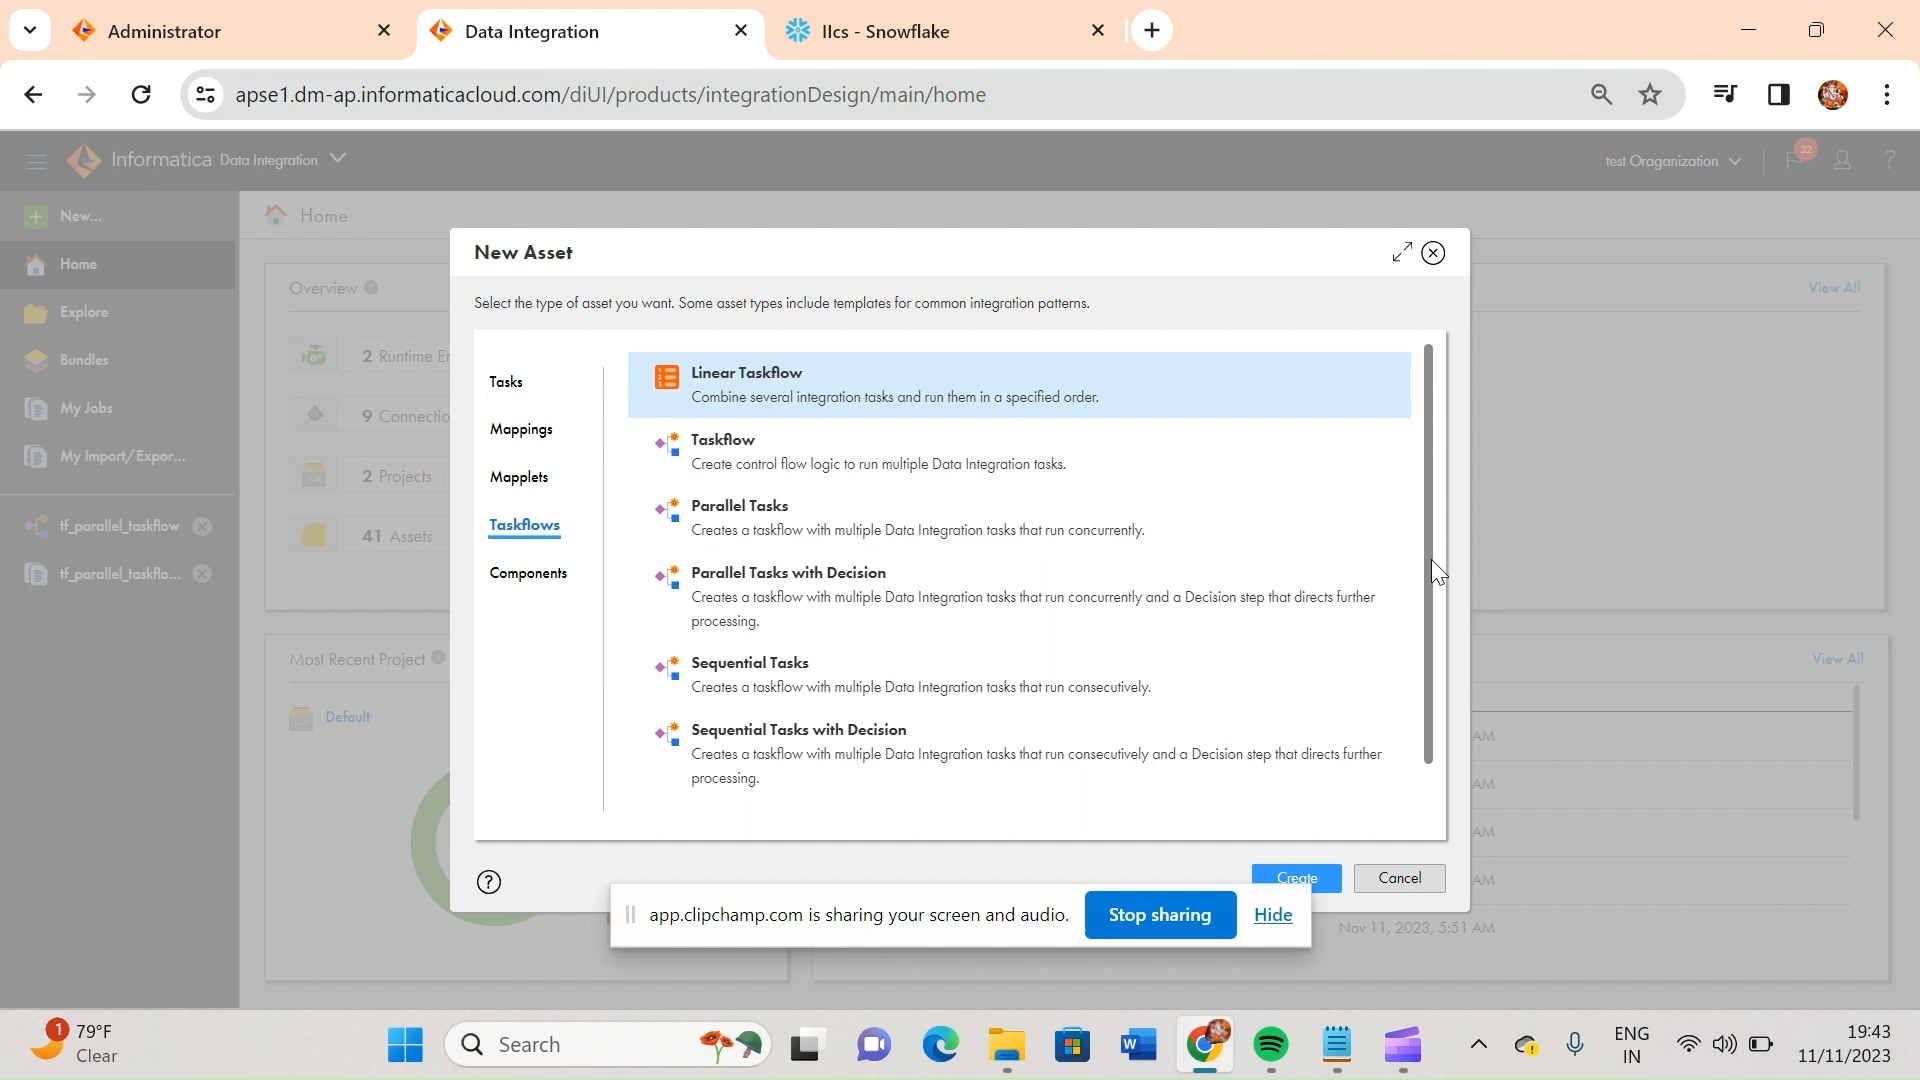 Administrator
Data Integration
IIcs - Snowflake
apse1.dm-ap.informaticacloud.com/diUI/products/integrationDesign/main/home
Informatica Data Integration
test Oraganization
32
New...
Home
Explore
Bundles
My Jobs
My Import/Expor...
tf_parallel_taskflow
tf_parallel_taskflo...
Home
Overview
View All
2 Runtime
9 Connectio
2 Projects
41 Assets
Most Recent Project
Default
View All
AM
AM
AM
AM
Nov 11, 2023, 5:51 AM
New Asset
Select the type of asset you want. Some asset types include templates for common integration patterns.
Tasks
Mappings
Mapplets
Taskflows
Components
Linear Taskflow
Combine several integration tasks and run them in a specified order.
Taskflow
Create control flow logic to run multiple Data Integration tasks.
Parallel Tasks
Creates a taskflow with multiple Data Integration tasks that run concurrently.
Parallel Tasks with Decision
Creates a taskflow with multiple Data Integration tasks that run concurrently and a Decision step that directs further
processing.
Sequential Tasks
Creates a taskflow with multiple Data Integration tasks that run consecutively.
Sequential Tasks with Decision
Creates a taskflow with multiple Data Integration tasks that run consecutively and a Decision step that directs further
processing.
Create
Cancel
app.clipchamp.com is sharing your screen and audio.
Stop sharing
Hide
1
79°F
Clear
Search
ENG
IN
19:43
11/11/2023